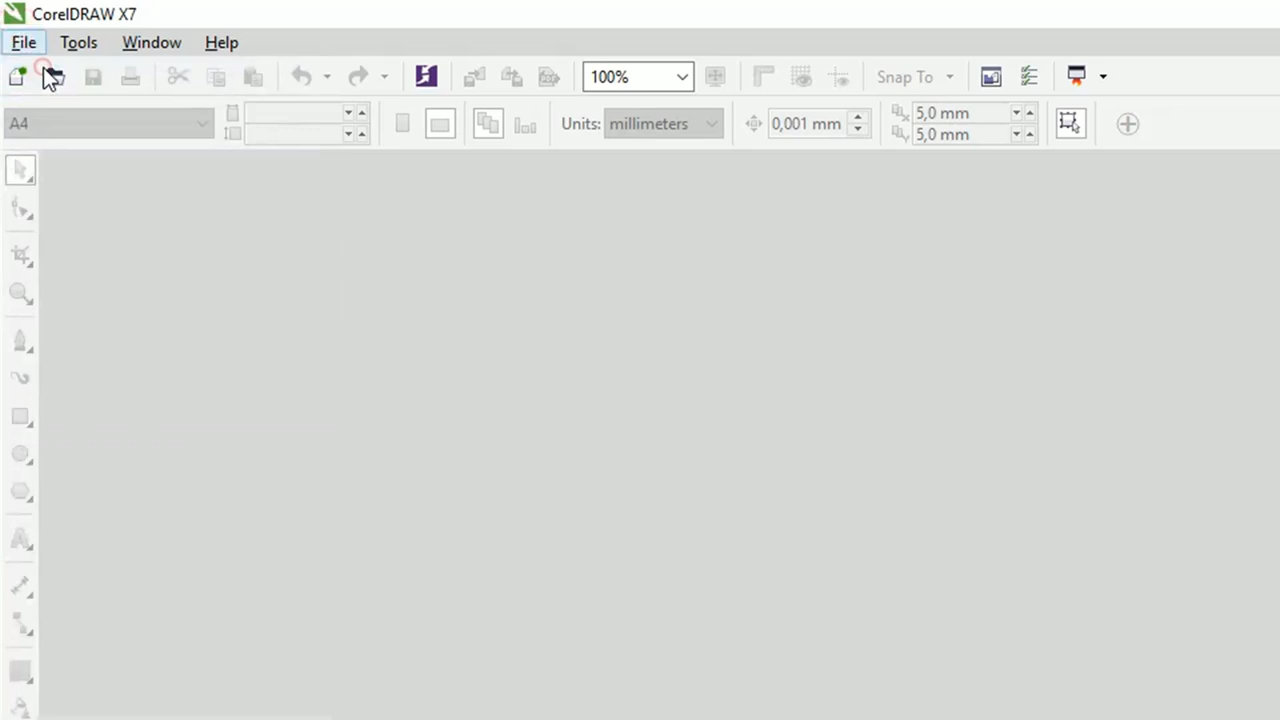 CorelDRAW X7
File Tools Window Help
100% Snap To
A4 Units: millimeters 0,001 mm 5,0 mm
5,0 mm